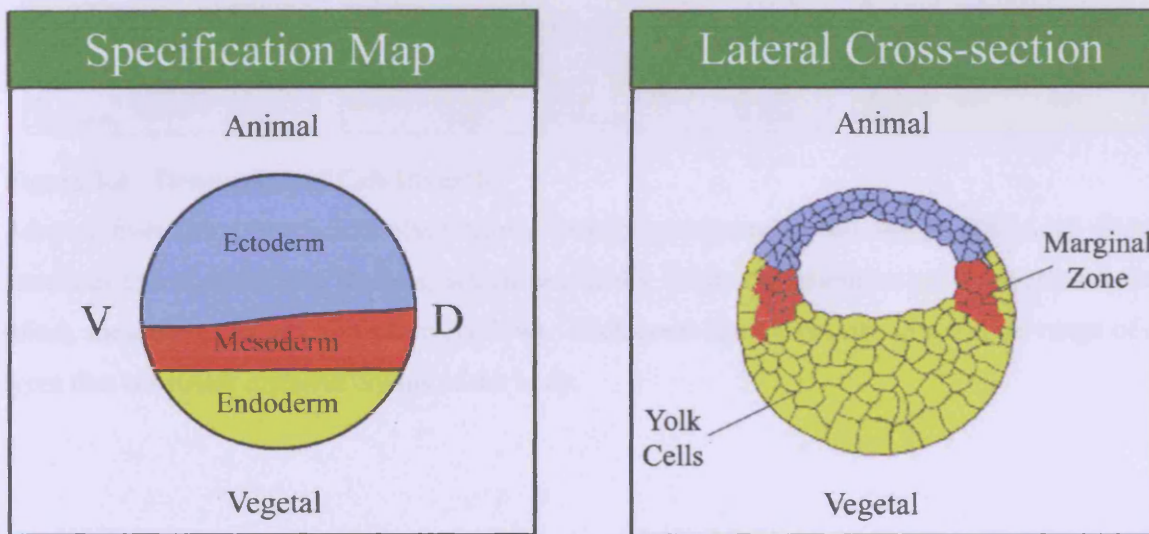 Specification Map
Animal
Ectoderm
V
D
Mesoderm
Endoderm
Vegetal
Lateral Cross-section
Animal
Marginal
Zone
Yolk
Cells
Vegetal